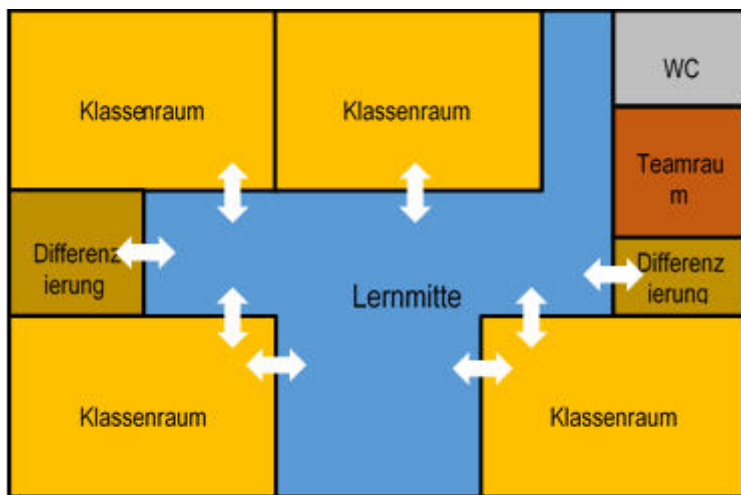 Klassenraum
Klassenraum
WC
Teamrau
m
Differenz
ierung
Lernmitte
Differenz
ierung
Klassenraum
Klassenraum